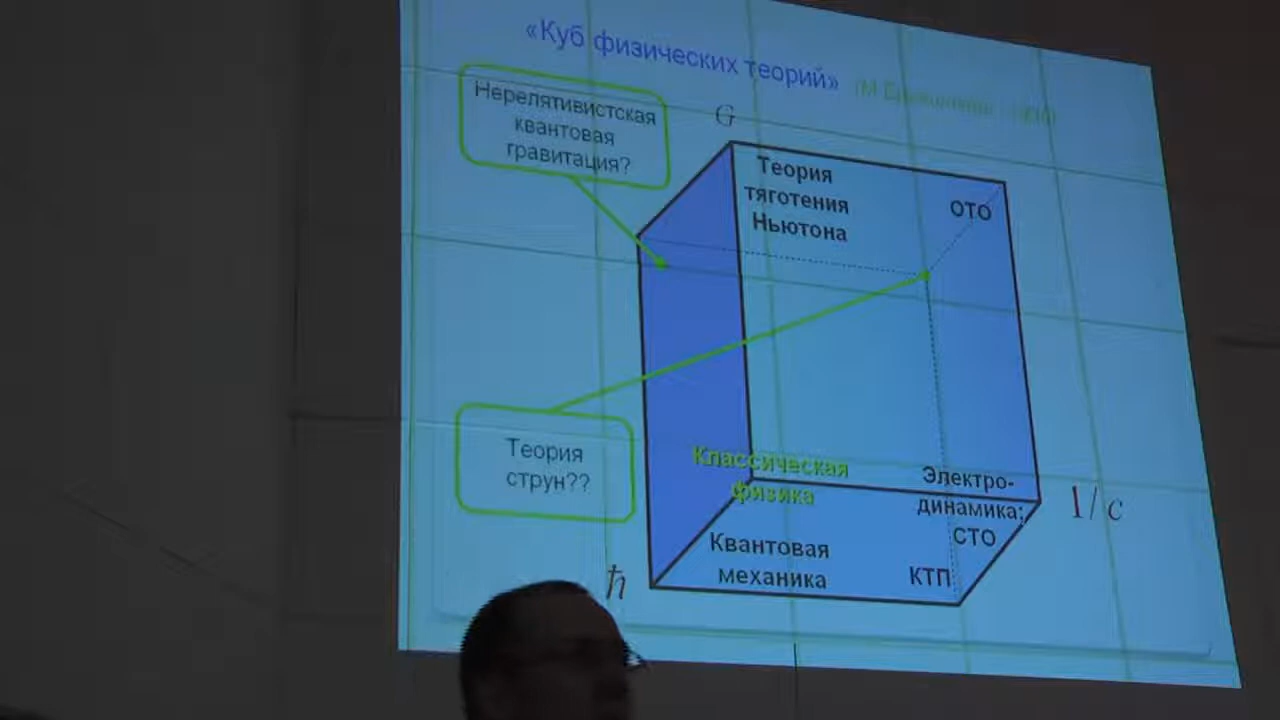 «Куб физических теорий» (М.
Нерелятивистская
квантовая
гравитация?
G
Теория
тяготения
Ньютона
ОТО
Теория
струн??
Классическая
физика
Электро-
динамика;
СТО
1/c
Квантовая
механика
КТП
ħ